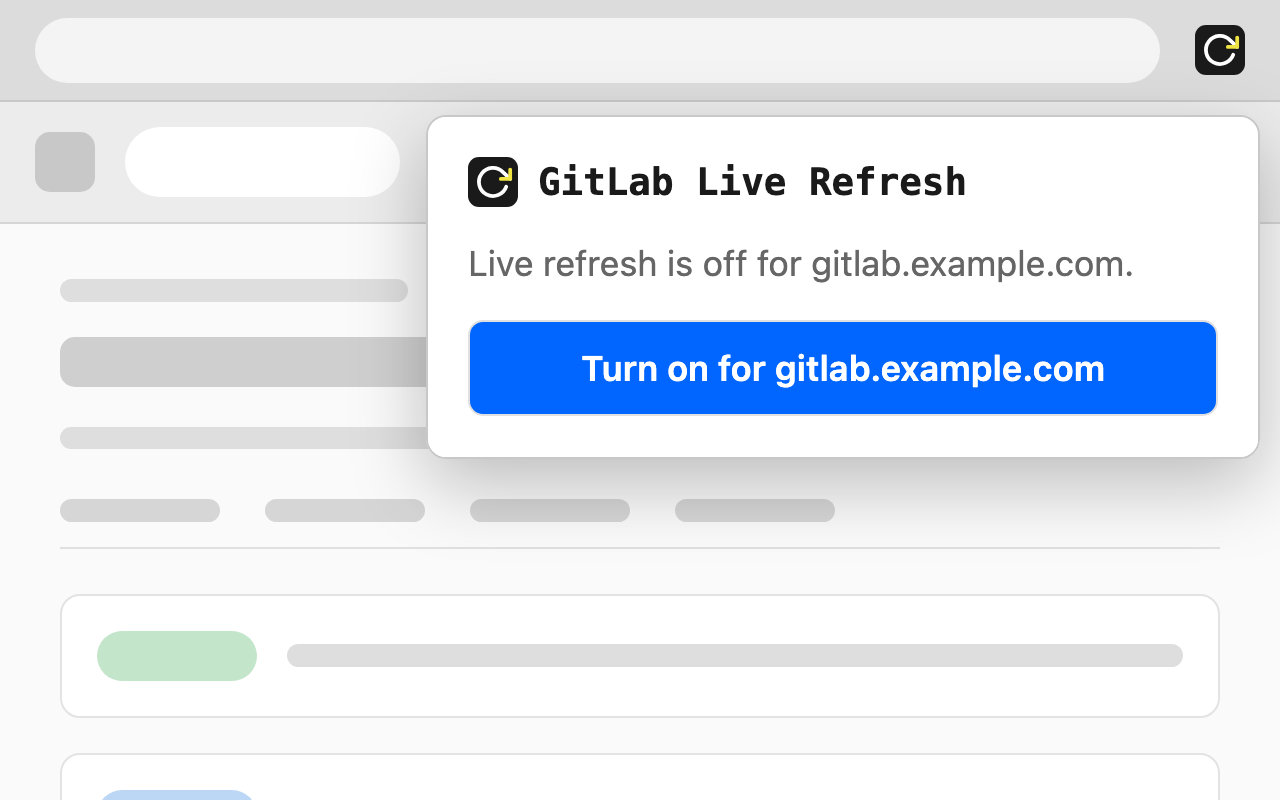 GitLab Live Refresh
Live refresh is off for gitlab.example.com.
Turn on for gitlab.example.com